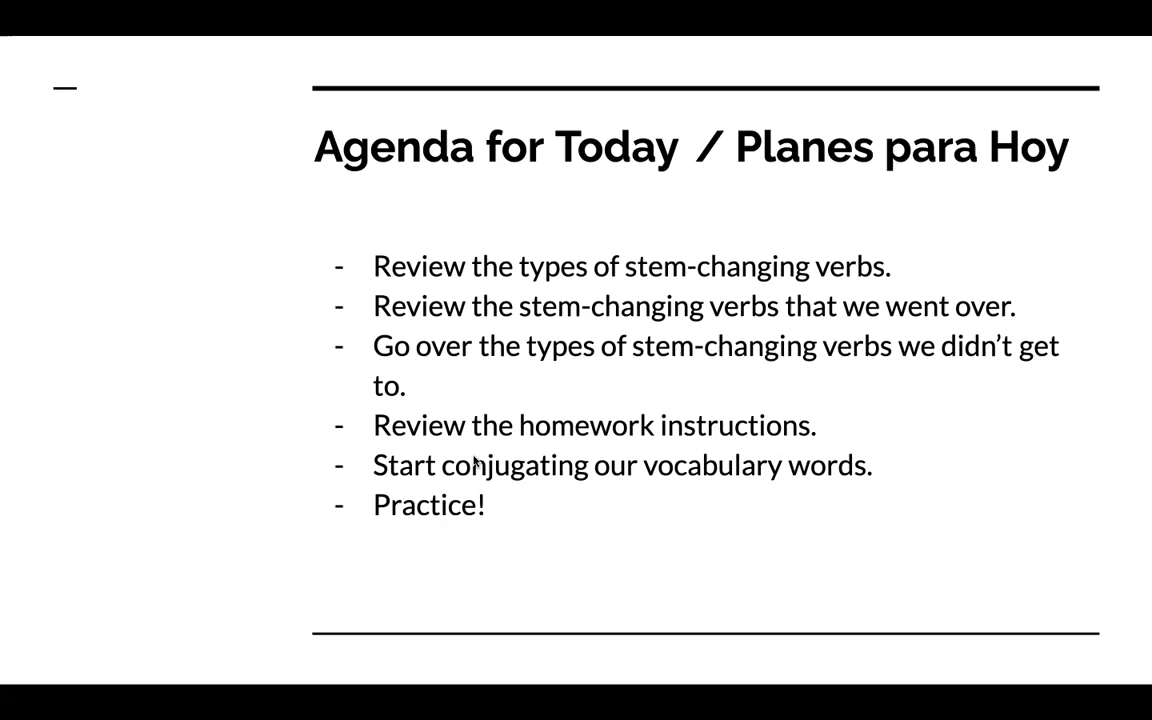 Agenda for Today / Planes para Hoy
- Review the types of stem-changing verbs.
- Review the stem-changing verbs that we went over.
- Go over the types of stem-changing verbs we didn’t get
to.
- Review the homework instructions.
- Start conjugating our vocabulary words.
- Practice!